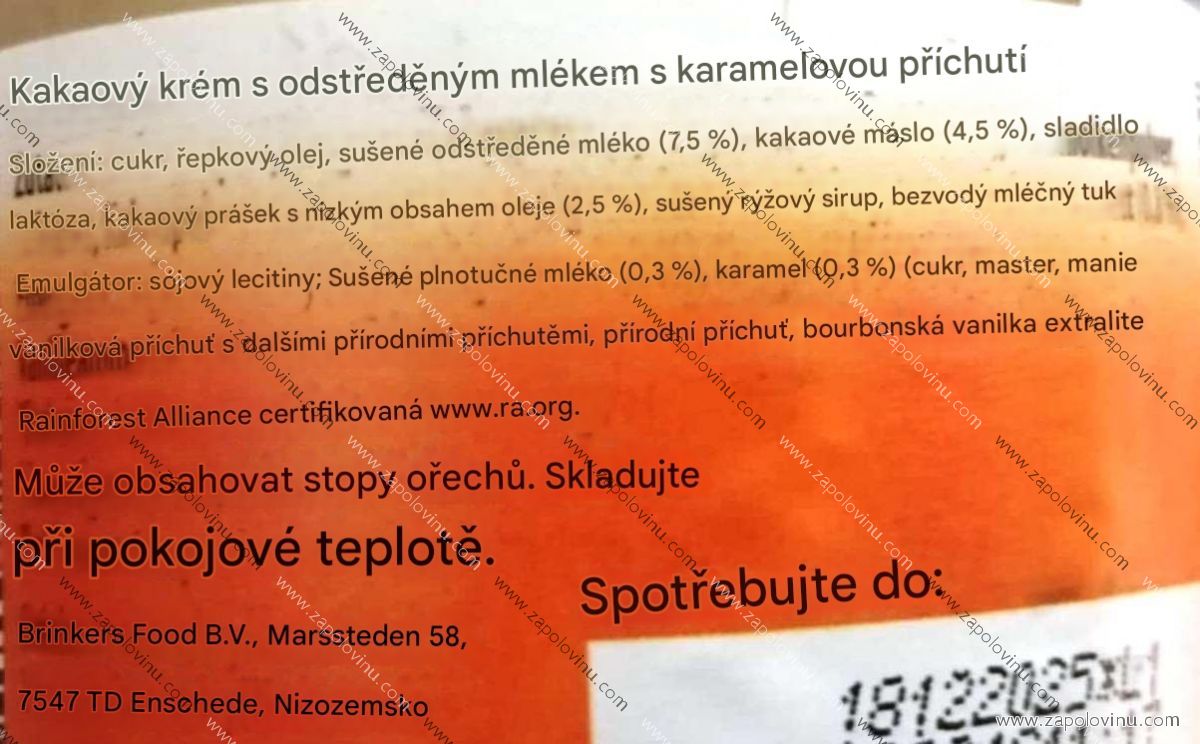 Kakaový krém s odstředěným mlékem s karamelovou příchutí
Složení: cukr, řepkový olej, sušené odstředěné mléko (7,5 %), kakaové máslo (4,5 %), sladidlo
laktóza, kakaový prášek s nízkým obsahem oleje (2,5 %), sušený rýžový sirup, bezvodý mléčný tuk
Emulgátor: sojový lecitiny; Sušené plnotučné mléko (0,3 %), karamel (0,3 %) (cukr, master, manie
vanilková příchuť s dalšími přírodními příchutěmi, přírodní příchuť, bourbonská vanilka extralite
Rainforest Alliance certifikovaná www.ra.org.
Může obsahovat stopy ořechů. Skladujte
při pokojové teplotě.
Spotřebujte do:
Brinkers Food B.V., Marssteden 58,
7547 TD Enschede, Nizozemsko
18122025
www.zapolovinu.com